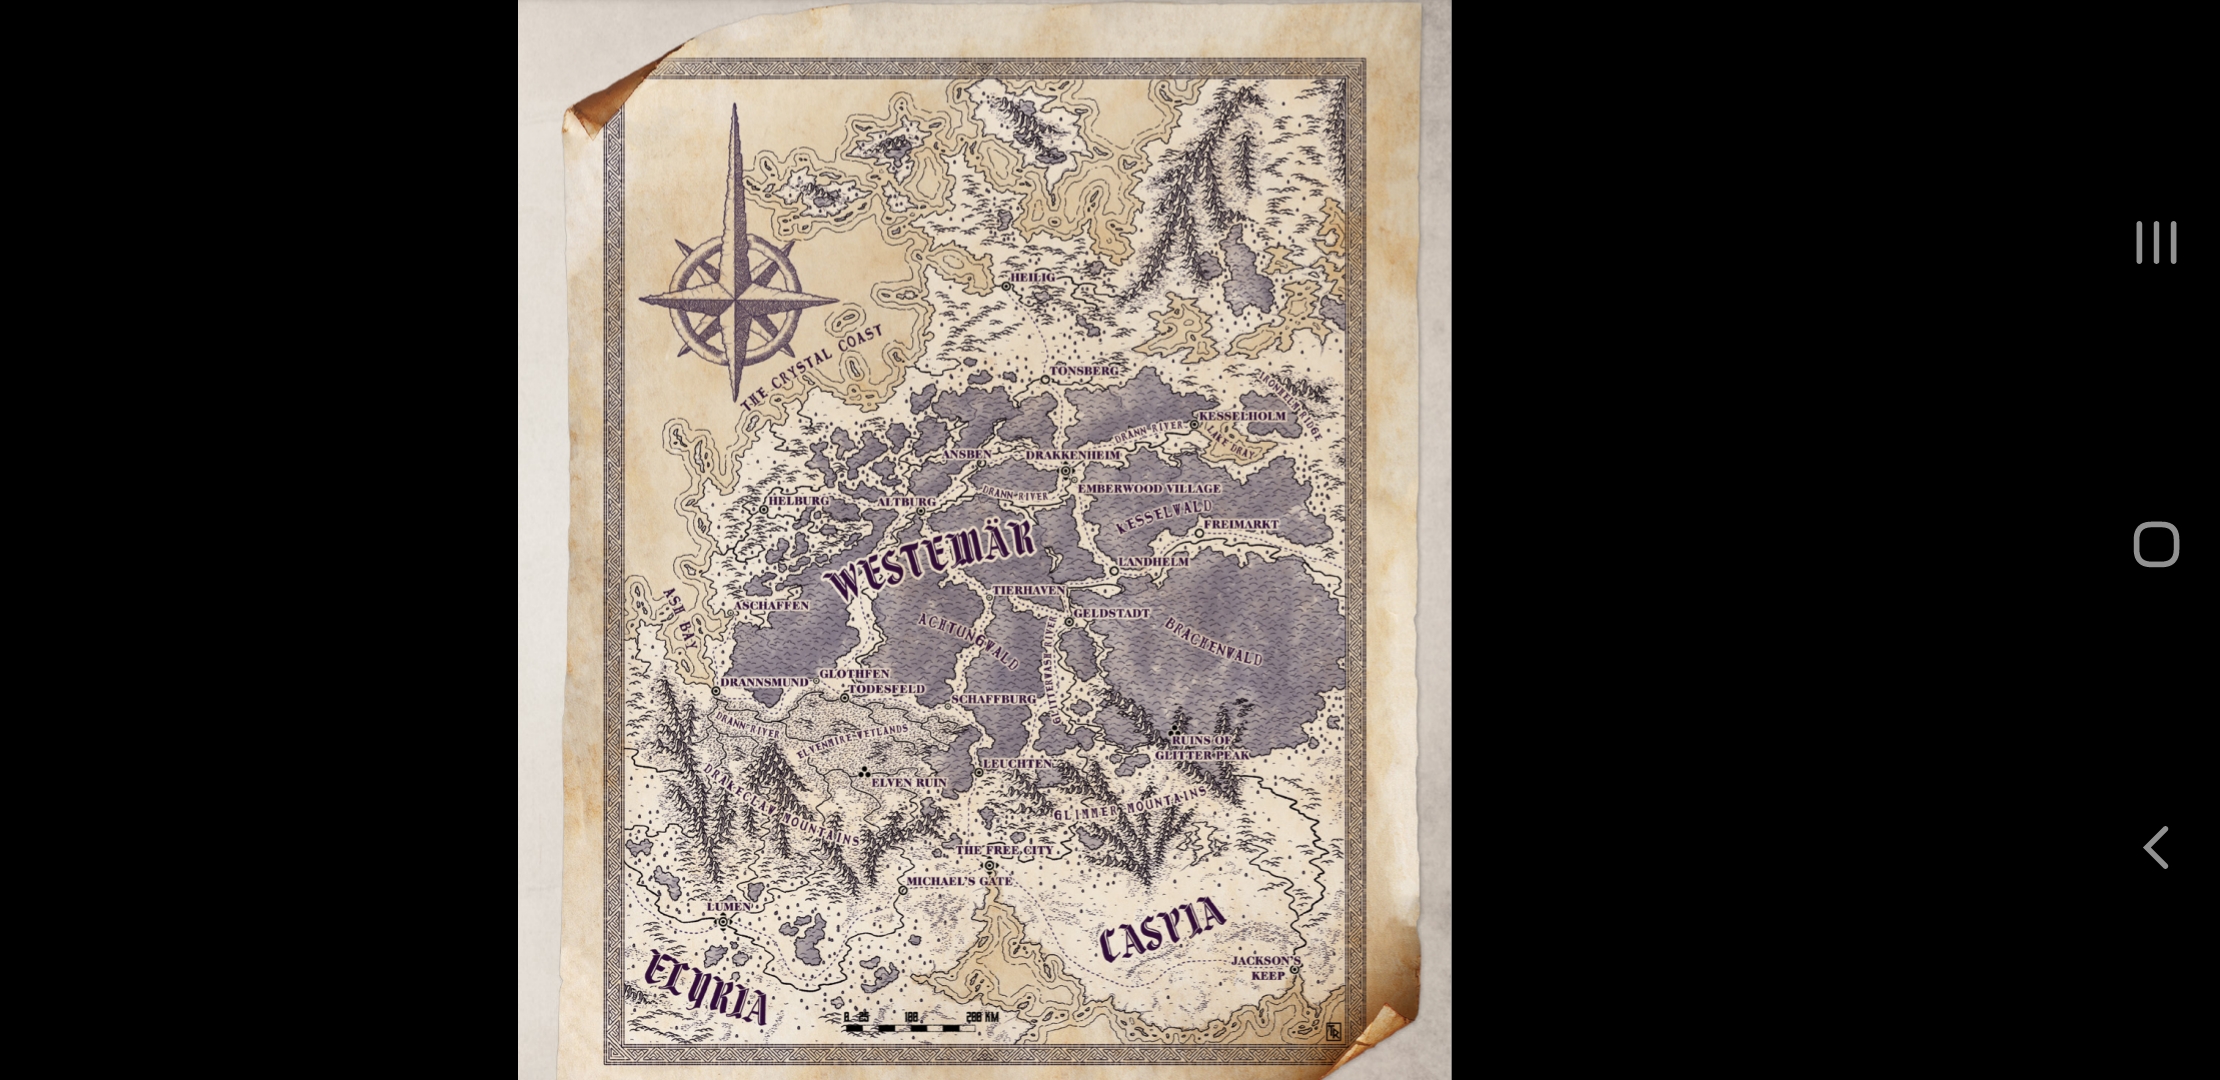 HEILIG
THE CRYSTAL COAST
TONSBERG
KESSELHOLM
DRANN RIVER
LAKE DRAY
ANSBEN
DRAKKENHEIM
EMBERWOOD VILLAGE
DRANN RIVER
HELBURG
ALTBURG
KESSELWALD
FREIMARKT
WESTEMÄR
LANDHELM
TIERHAVEN
ASH BAY
ASCHAFFEN
GELDSTADT
ACHTUNGWALD
BRACHENWALD
GLOTHFEN
DRANNSMUND
TODESFELD
SCHAFFBURG
DRANN RIVER
ELVENMIRE WETLANDS
RUINS OF
GLITTER PEAK
LEUCHTEN
ELVEN RUIN
DRAKECLAW MOUNTAINS
GLIMMER MOUNTAINS
THE FREE CITY
MICHAEL'S GATE
LUMEN
CASPIA
ELYRIA
JACKSON'S
KEEP
0 25 100 200 KM
TR